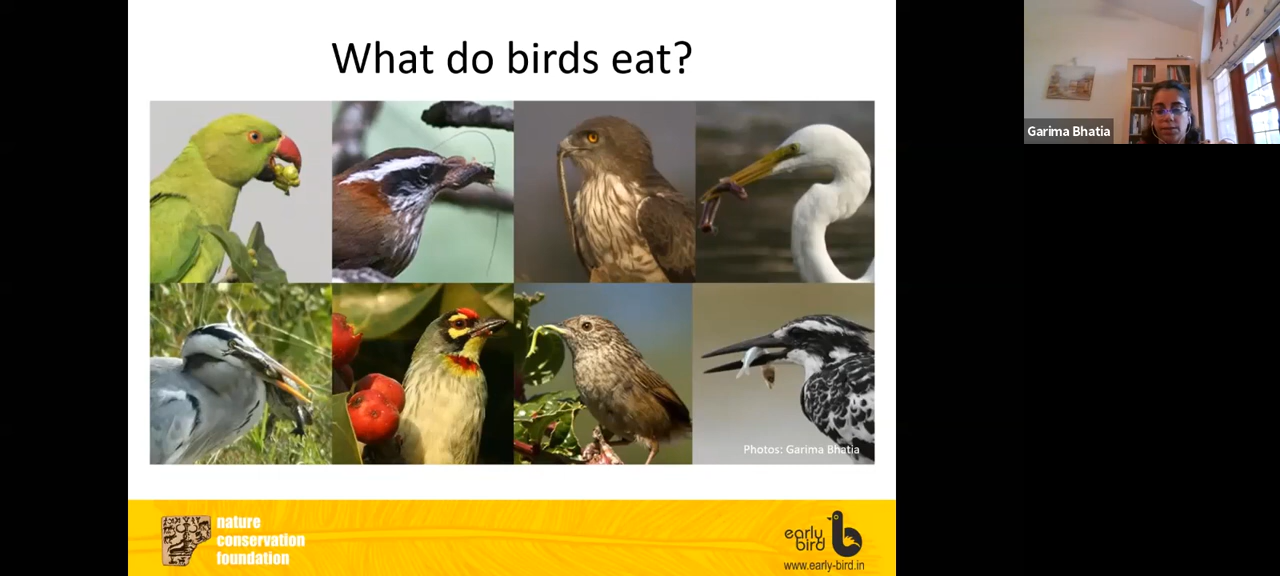 What do birds eat?
Garima Bhatia
Photos: Garima Bhatia
nature
conservation
foundation
early
bird
www.early-bird.in